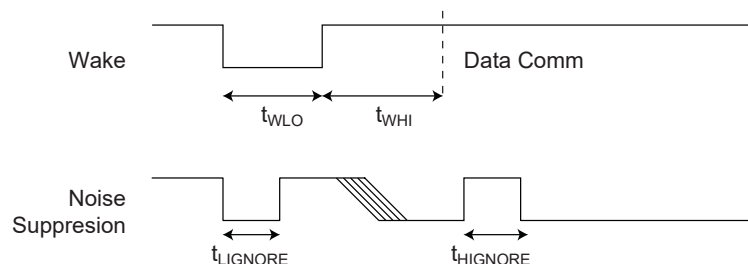 Wake
Data Comm
tWLO
tWHI
Noise
Suppresion
tLIGNORE
tHIGNORE